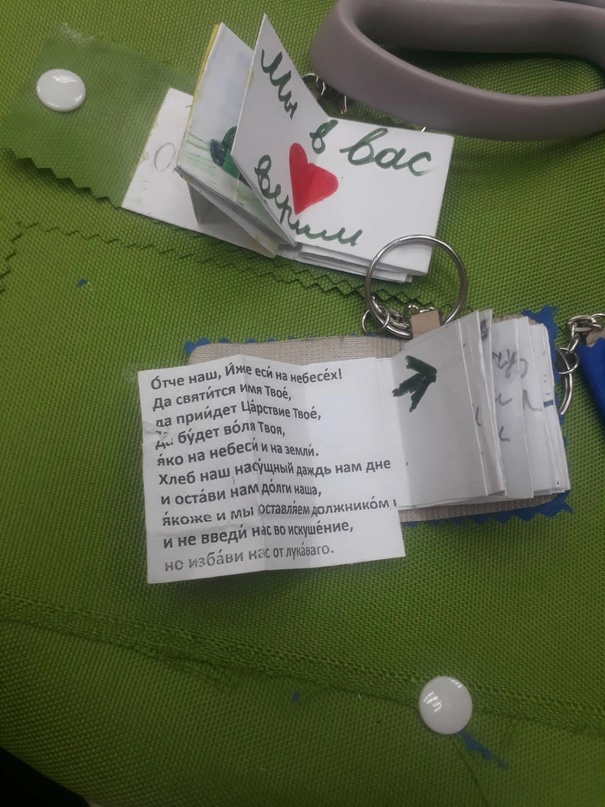 Мы в вас
верим
О́тче наш, И́же еси́ на небесе́х!
Да святи́тся имя Твое́,
да прии́дет Ца́рствие Твое́,
да бу́дет во́ля Твоя,
я́ко на небеси́ и на земли́.
Хлеб наш насу́щный даждь нам дне
и оста́ви нам до́лги наша,
я́коже и мы оставля́ем должнико́м
и не введи́ нас во искуше́ние,
но изба́ви нас от лука́ваго.